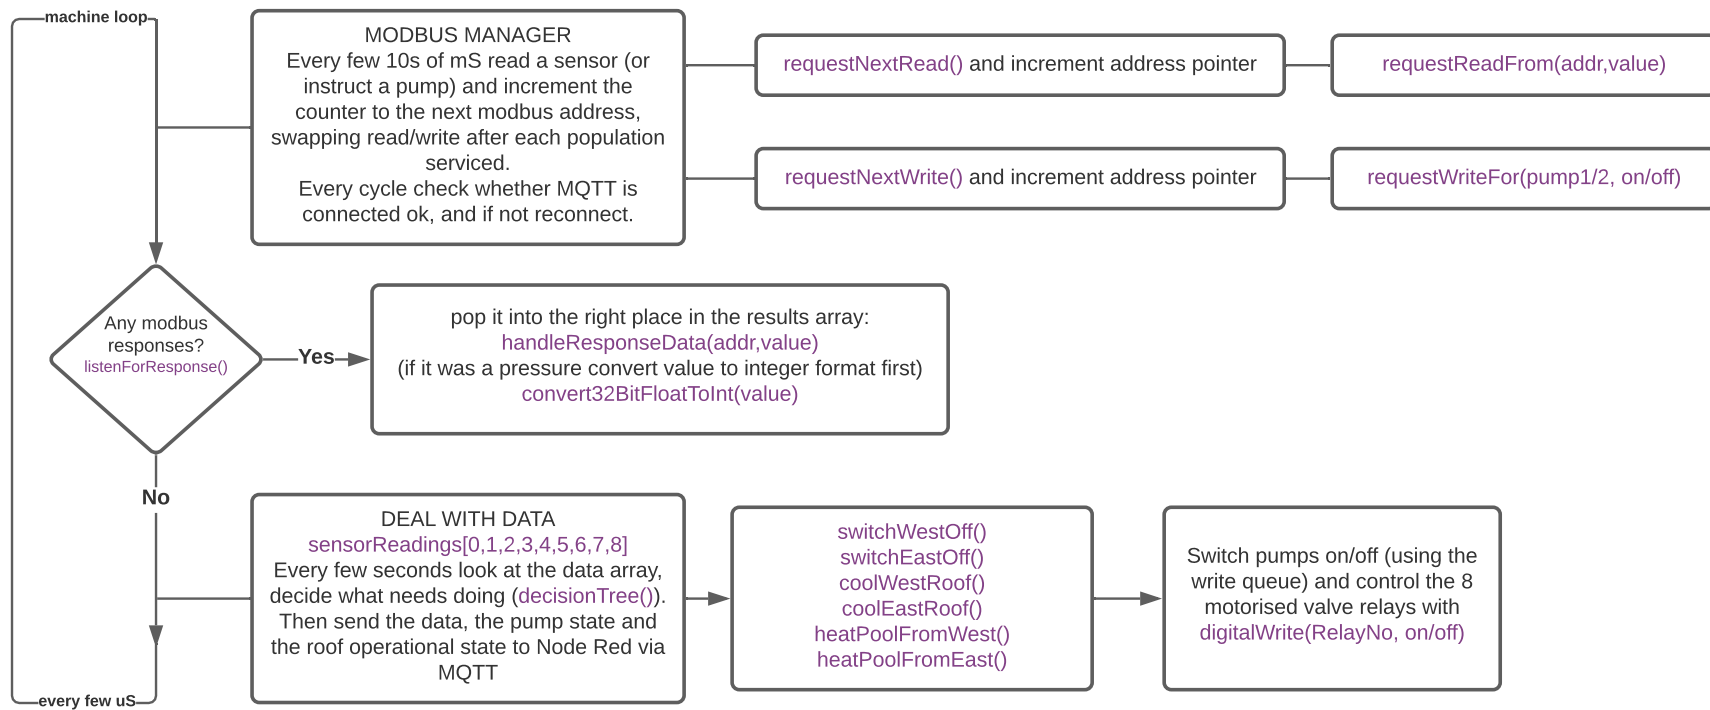 machine loop
MODBUS MANAGER
Every few 10s of mS read a sensor (or
instruct a pump) and increment the
counter to the next modbus address,
swapping read/write after each population
serviced.
Every cycle check whether MQTT is
connected ok, and if not reconnect.
requestNextRead() and increment address pointer
requestReadFrom(addr,value)
requestNextWrite() and increment address pointer
requestWriteFor(pump1/2, on/off)
Any modbus
responses?
listenForResponse()
Yes
pop it into the right place in the results array:
handleResponseData(addr,value)
(if it was a pressure convert value to integer format first)
convert32BitFloatToInt(value)
No
DEAL WITH DATA
sensorReadings[0,1,2,3,4,5,6,7,8]
Every few seconds look at the data array,
decide what needs doing (decisionTree()).
Then send the data, the pump state and
the roof operational state to Node Red via
MQTT
switchWestOff()
switchEastOff()
coolWestRoof()
coolEastRoof()
heatPoolFromWest()
heatPoolFromEast()
Switch pumps on/off (using the
write queue) and control the 8
motorised valve relays with
digitalWrite(RelayNo, on/off)
every few uS